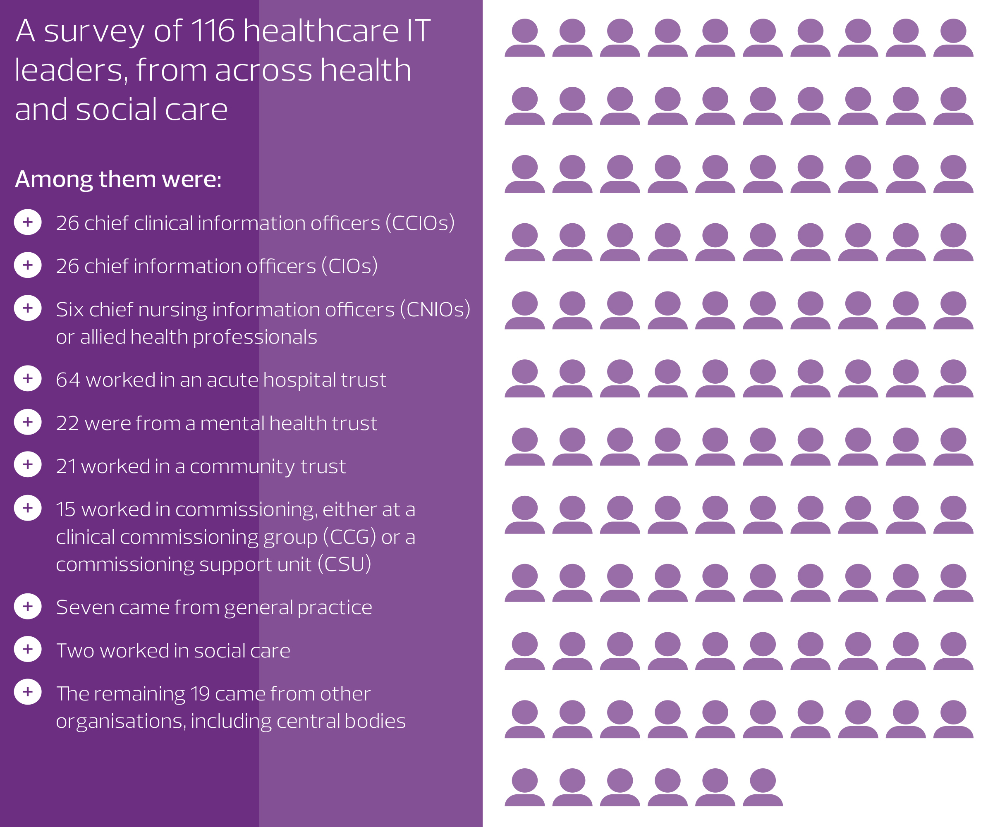 A survey of 116 healthcare IT
leaders, from across health
and social care
Among them were:
+ 26 chief clinical information officers (CCIOs)
+ 26 chief information officers (CIOs)
+ Six chief nursing information officers (CNIOs)
or allied health professionals
+ 64 worked in an acute hospital trust
+ 22 were from a mental health trust
+ 21 worked in a community trust
+ 15 worked in commissioning, either at a
clinical commissioning group (CCG) or a
commissioning support unit (CSU)
+ Seven came from general practice
+ Two worked in social care
+ The remaining 19 came from other
organisations, including central bodies